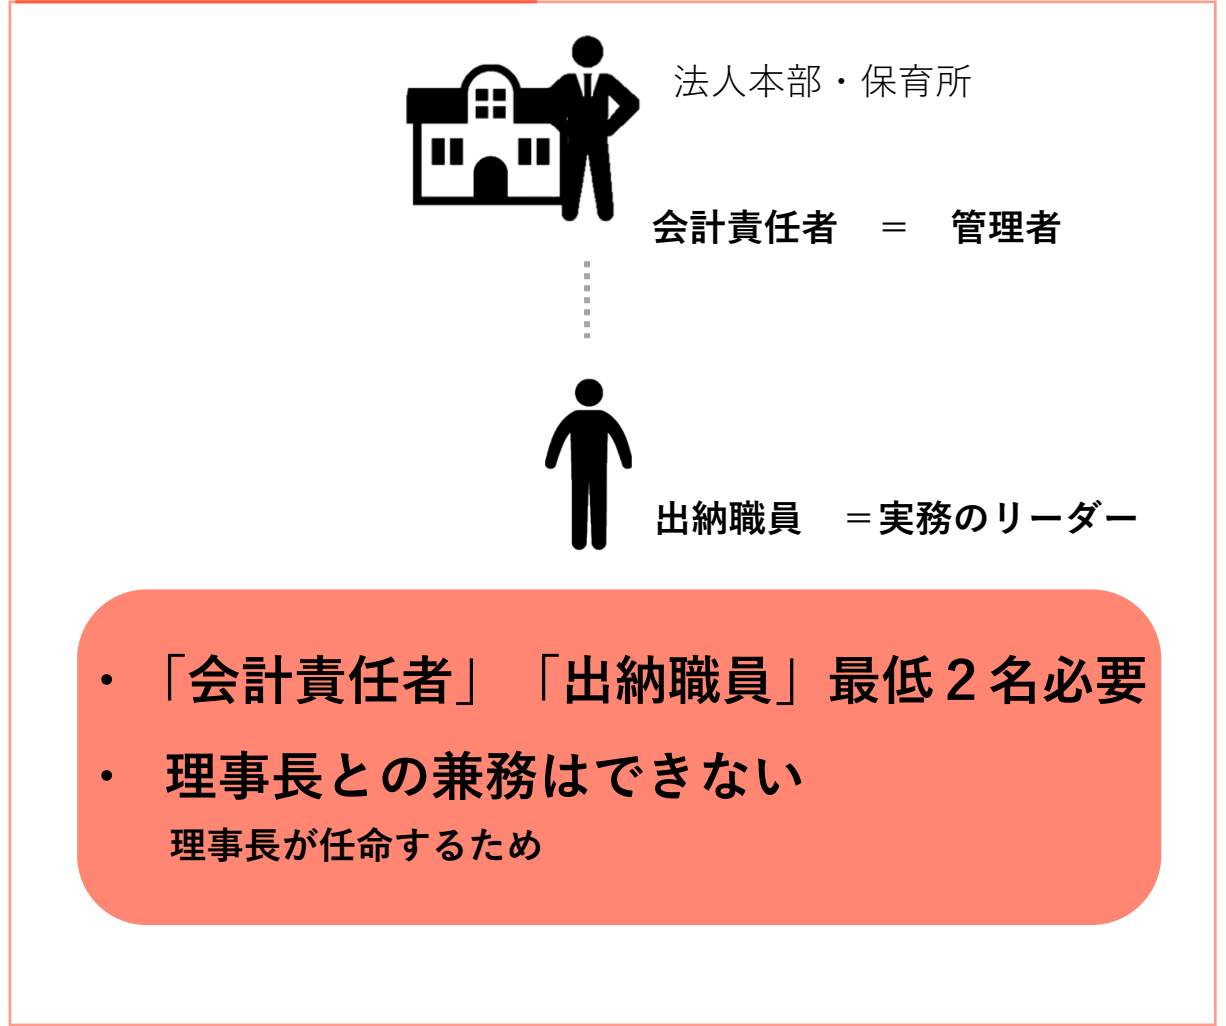 法人本部・保育所
会計責任者　＝　管理者
出納職員　＝実務のリーダー
・「会計責任者」「出納職員」最低２名必要
・　理事長との兼務はできない
理事長が任命するため